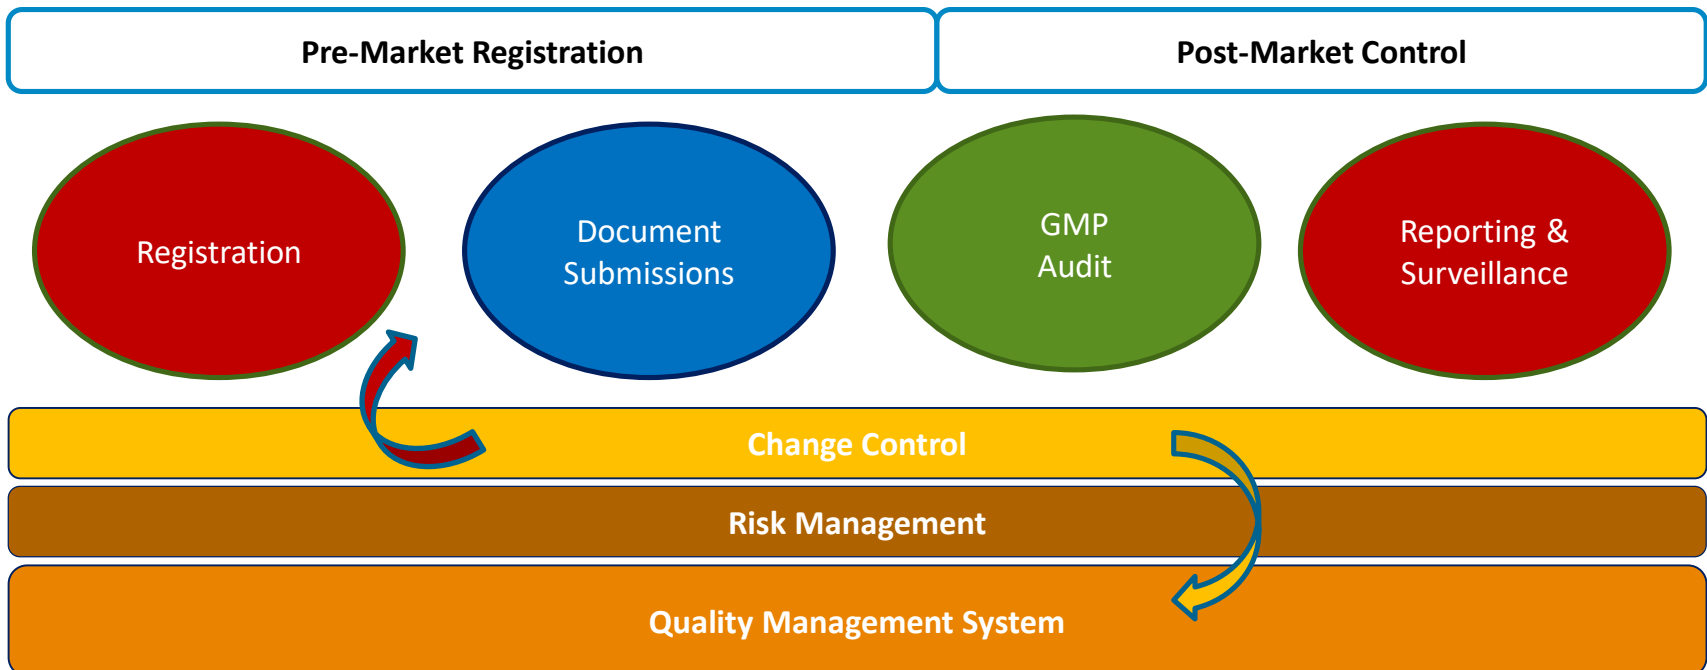 Pre-Market Registration
Post-Market Control
Registration
Document
Submissions
GMP
Audit
Reporting &
Surveillance
Change Control
Risk Management
Quality Management System